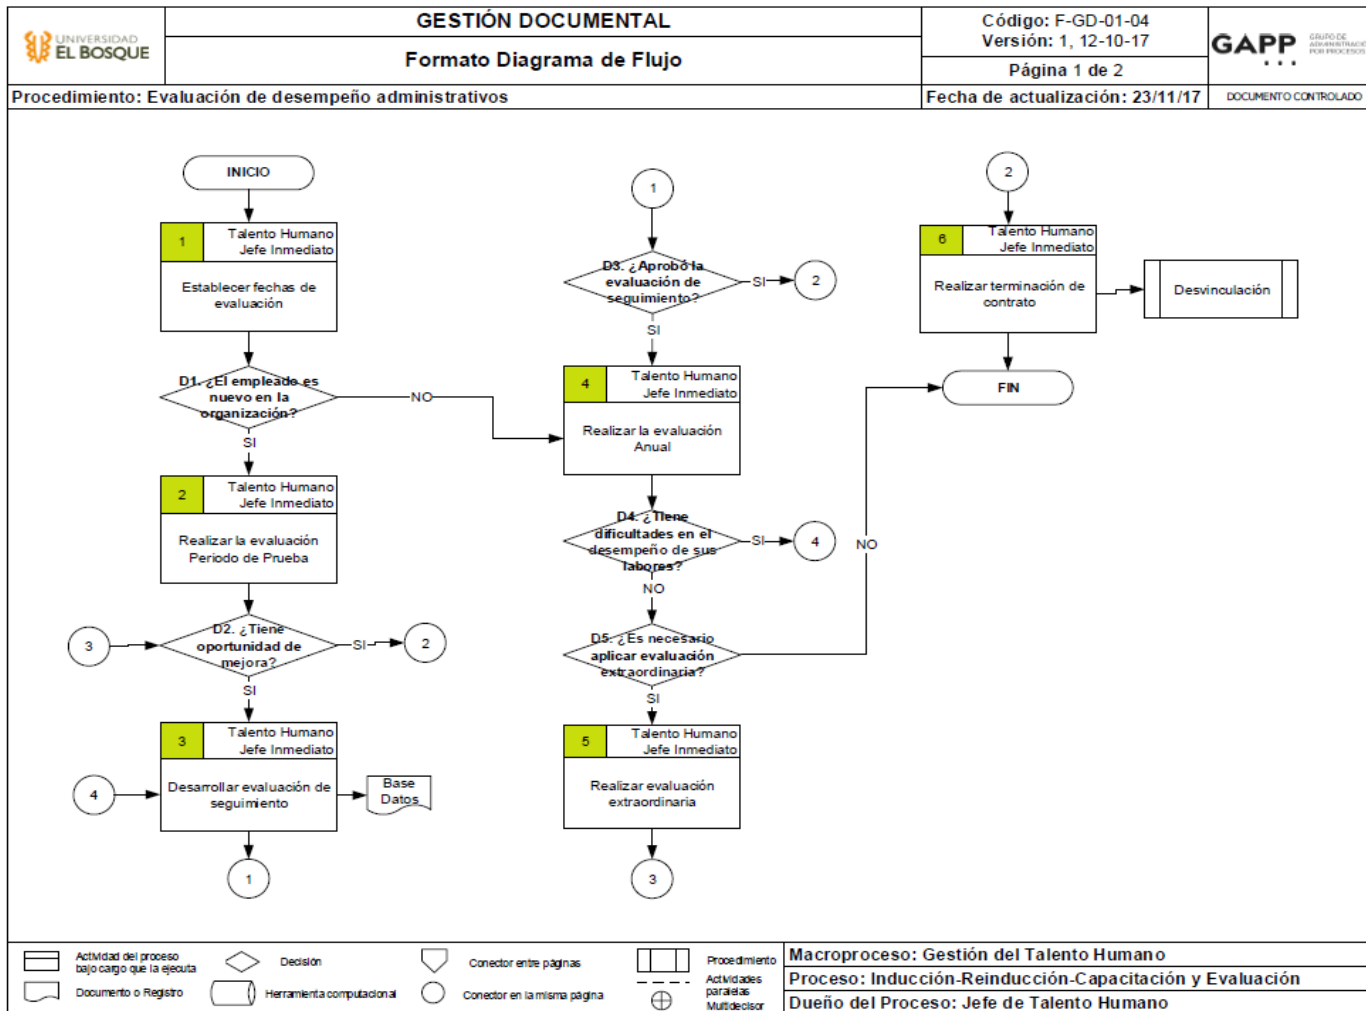 UNIVERSIDAD
EL BOSQUE
GESTIÓN DOCUMENTAL
Formato Diagrama de Flujo
Código: F-GD-01-04
Versión: 1, 12-10-17
Página 1 de 2
GAPP
GRUPO DE
ADMINISTRACIÓ
POR PROCESOS
Procedimiento: Evaluación de desempeño administrativos
Fecha de actualización: 23/11/17
DOCUMENTO CONTROLADO
INICIO
1
Talento Humano
Jefe Inmediato
Establecer fechas de
evaluación
D1. ¿El empleado es
nuevo en la
organización?
NO
SI
2
Talento Humano
Jefe Inmediato
Realizar la evaluación
Periodo de Prueba
3
D2. ¿Tiene
oportunidad de
mejora?
SI
2
SI
3
Talento Humano
Jefe Inmediato
4
Desarrollar evaluación de
seguimiento
Base
Datos
1
1
D3. ¿Aprobó la
evaluación de
seguimiento?
SI
2
SI
4
Talento Humano
Jefe Inmediato
Realizar la evaluación
Anual
D4. ¿Tiene
dificultades en el
desempeño de sus
labores?
SI
4
NO
D5. ¿Es necesario
aplicar evaluación
extraordinaria?
NO
SI
5
Talento Humano
Jefe Inmediato
Realizar evaluación
extraordinaria
3
2
6
Talento Humano
Jefe Inmediato
Realizar terminación de
contrato
Desvinculación
FIN
Actividad del proceso
bajo cargo que la ejecuta
Decisión
Conector entre páginas
Procedimiento
Documento o Registro
Herramienta computacional
Conector en la misma página
Actividades
paralelas
Multidecisor
Macroproceso: Gestión del Talento Humano
Proceso: Inducción-Reinducción-Capacitación y Evaluación
Dueño del Proceso: Jefe de Talento Humano